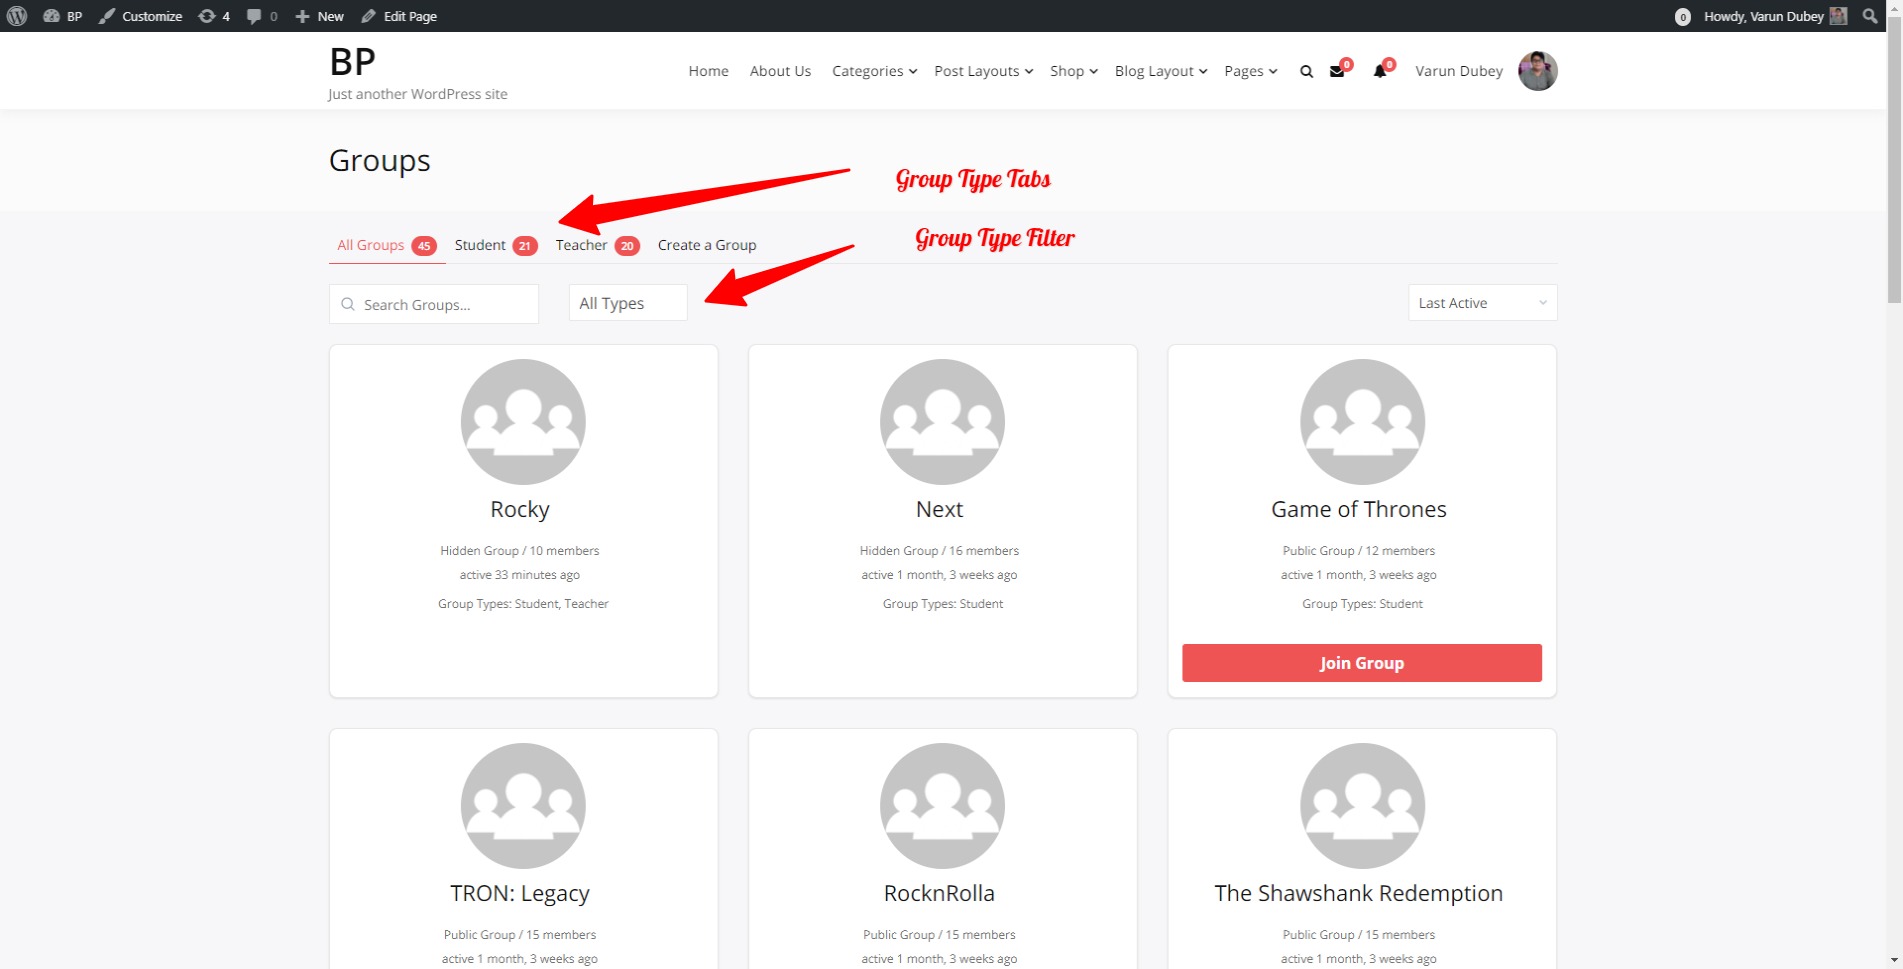 BP
Customize
4
0
New
Edit Page
0
Howdy, Varun Dubey
BP
Just another WordPress site
Home
About Us
Categories
Post Layouts
Shop
Blog Layout
Pages
0
0
Varun Dubey
Groups
Group Type Tabs
Group Type Filter
All Groups 45
Student 21
Teacher 20
Create a Group
Search Groups...
All Types
Last Active
Rocky
Hidden Group / 10 members
active 33 minutes ago
Group Types: Student, Teacher
Next
Hidden Group / 16 members
active 1 month, 3 weeks ago
Group Types: Student
Game of Thrones
Public Group / 12 members
active 1 month, 3 weeks ago
Group Types: Student
Join Group
TRON: Legacy
Public Group / 15 members
active 1 month, 3 weeks ago
RocknRolla
Public Group / 15 members
active 1 month, 3 weeks ago
The Shawshank Redemption
Public Group / 15 members
active 1 month, 3 weeks ago